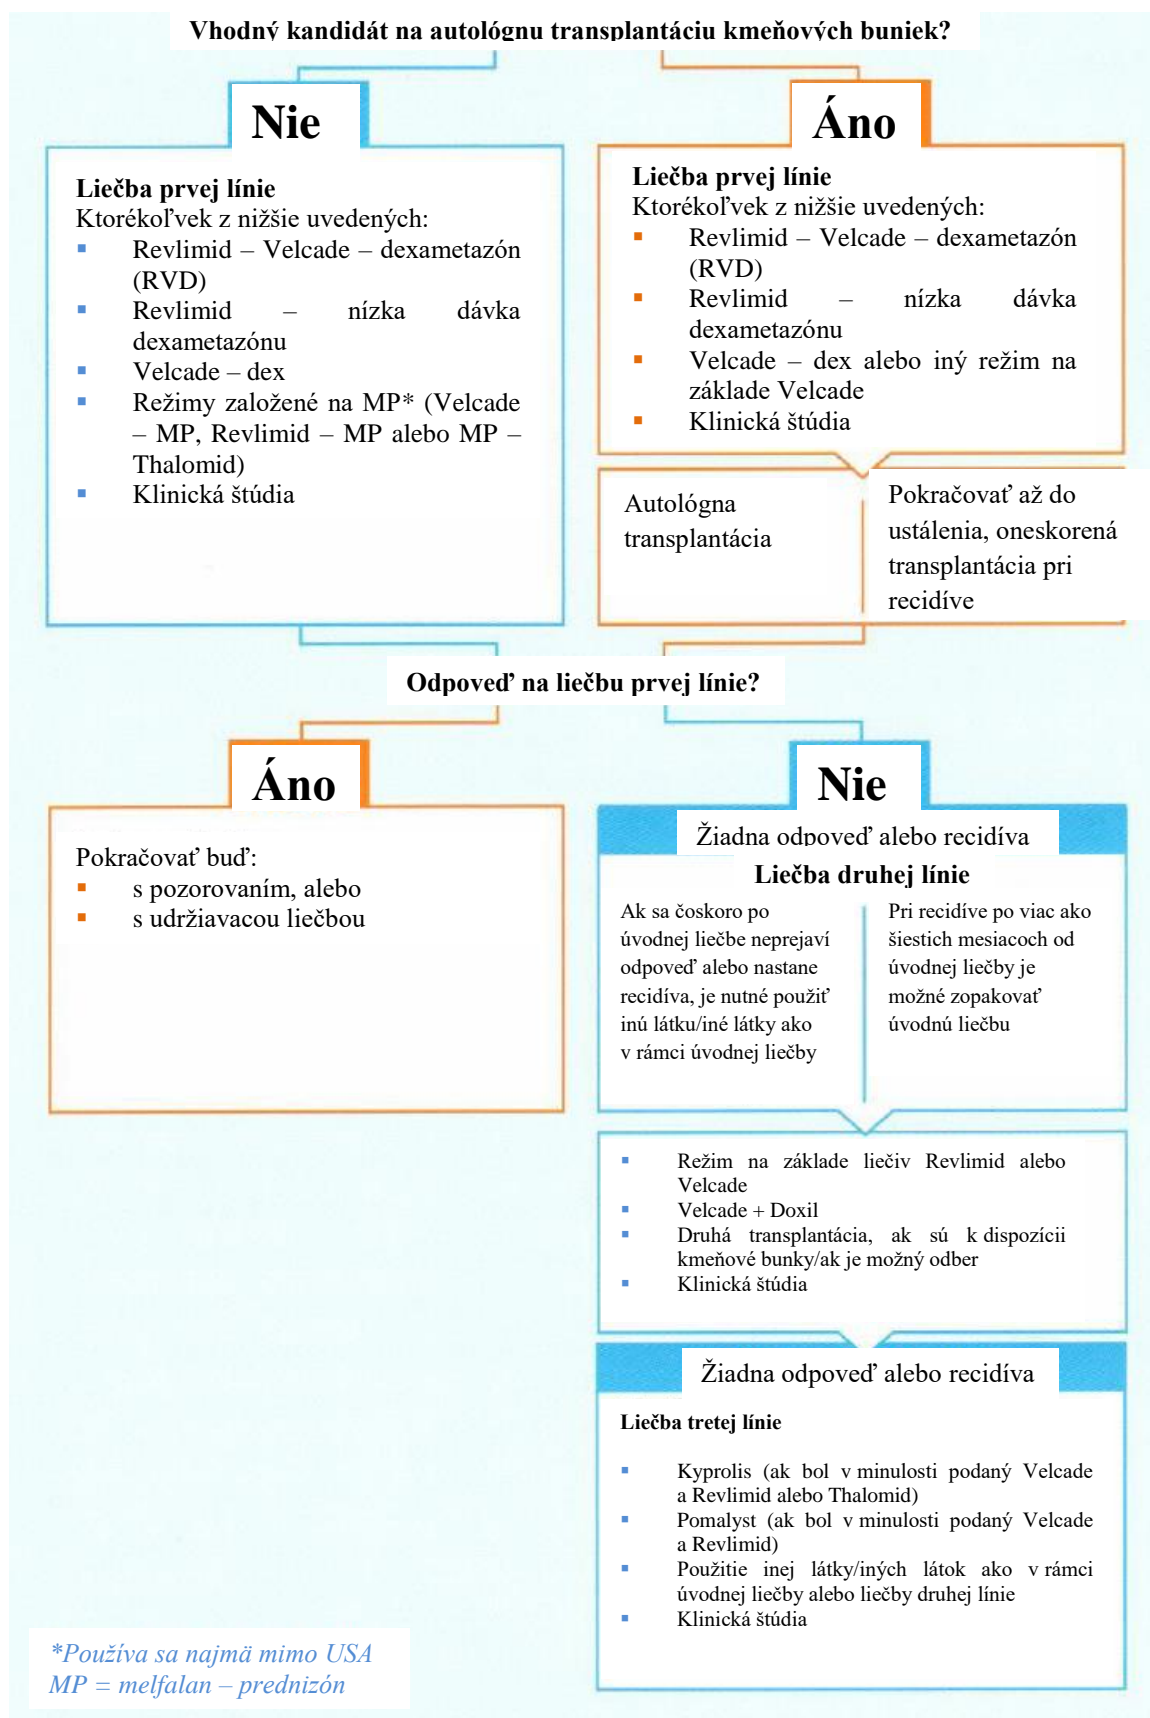 Vhodný kandidát na autológnu transplantáciu kmeňových buniek?
Nie
Liečba prvej línie
Ktorékoľvek z nižšie uvedených:
▪ Revlimid – Velcade – dexametazón
(RVD)
▪ Revlimid – nízka dávka
dexametazónu
▪ Velcade – dex
▪ Režimy založené na MP* (Velcade
– MP, Revlimid – MP alebo MP –
Thalomid)
▪ Klinická štúdia
Áno
Liečba prvej línie
Ktorékoľvek z nižšie uvedených:
▪ Revlimid – Velcade – dexametazón
(RVD)
▪ Revlimid – nízka dávka
dexametazónu
▪ Velcade – dex alebo iný režim na
základe Velcade
▪ Klinická štúdia
Autológna
transplantácia
Pokračovať až do
ustálenia, oneskorená
transplantácia pri
recidíve
Odpoveď na liečbu prvej línie?
Áno
Pokračovať buď:
▪ s pozorovaním, alebo
▪ s udržiavacou liečbou
Nie
Žiadna odpoveď alebo recidíva
Liečba druhej línie
Ak sa čoskoro po
úvodnej liečbe neprejaví
odpoveď alebo nastane
recidíva, je nutné použiť
inú látku/iné látky ako
v rámci úvodnej liečby
Pri recidíve po viac ako
šiestich mesiacoch od
úvodnej liečby je
možné zopakovať
úvodnú liečbu
▪ Režim na základe liečiv Revlimid alebo
Velcade
▪ Velcade + Doxil
▪ Druhá transplantácia, ak sú k dispozícii
kmeňové bunky/ak je možný odber
▪ Klinická štúdia
Žiadna odpoveď alebo recidíva
Liečba tretej línie
▪ Kyprolis (ak bol v minulosti podaný Velcade
a Revlimid alebo Thalomid)
▪ Pomalyst (ak bol v minulosti podaný Velcade
a Revlimid)
▪ Použitie inej látky/iných látok ako v rámci
úvodnej liečby alebo liečby druhej línie
▪ Klinická štúdia
*Používa sa najmä mimo USA
MP = melfalan – prednizón